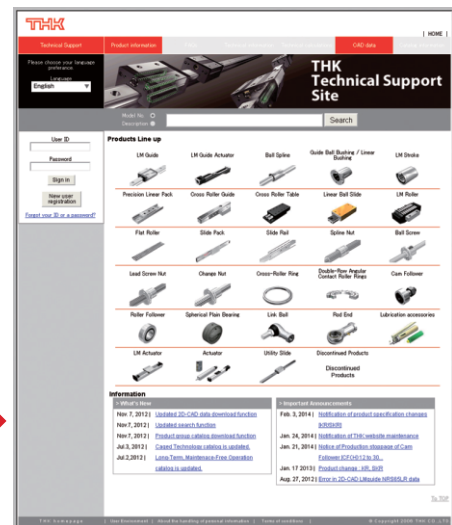 THK
| HOME |
Technical Support
Product information
CAD data
Please choose your language
preference.
Language
English
THK
Technical Support
Site
Model No.
Description
Search
User ID
Password
Sign in
New user
registration
Forgot your ID or a password?
Products Line up
LM Guide
LM Guide Actuator
Ball Spline
Guide Ball Bushing / Linear
Bushing
LM Stroke
Precision Linear Pack
Cross Roller Guide
Cross Roller Table
Linear Ball Slide
LM Roller
Flat Roller
Slide Pack
Slide Rail
Spline Nut
Ball Screw
Lead Screw Nut
Change Nut
Cross-Roller Ring
Double-Row Angular
Contact Roller Rings
Cam Follower
Roller Follower
Spherical Plain Bearing
Link Ball
Rod End
Lubrication accessories
LM Actuator
Actuator
Utility Slide
Discontinued Products
Discontinued
Products
Information
> What's New
Nov. 7, 2012 | Updated 2D-CAD data download function
Nov.7, 2012 | Updated search function
Nov.7, 2012 | Product group catalog download function
Jul.3, 2012 | Caged Technology catalog is updated.
Jul.2,2012 | Long-Term, Maintenance-Free Operation
catalog is updated.
> Important Announcements
Feb. 3, 2014 | Notification of product specification changes
(KR/SKR)
Jan. 24, 2014 | Notification of THK website maintenance
Jan. 21, 2014 | Notice of Production stoppage of Cam
Follower (CF(H)12 to 30...
Jan. 17 2013 | Product change : KR, SKR
Aug. 27, 2012 | Error in 2D-CAD LMguide NRS65LR data
To TOP
THK Homepage | User Environment | About the handling of personal information | Terms of conditions |
© Copyright 2008 THK CO.,LTD